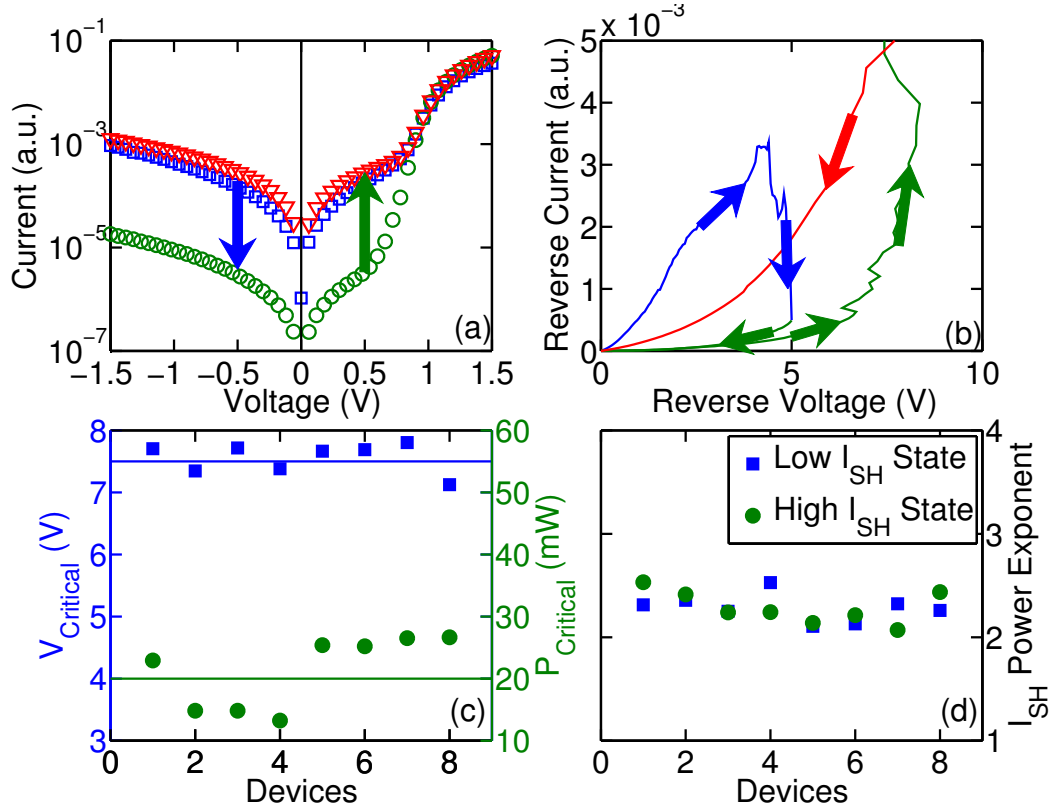 10^−1
10^−3
10^−5
10^−7
Current (a.u.)
−1.5 −1 −0.5 0 0.5 1 1.5
Voltage (V)
(a)
x 10^−3
5
4
3
2
1
0
Reverse Current (a.u.)
0 5 10
Reverse Voltage (V)
(b)
8
7
6
5
4
3
V_Critical (V)
60
50
40
30
20
10
P_Critical (mW)
0 2 4 6 8
Devices
(c)
Low I_SH State
High I_SH State
4
3
2
1
I_SH Power Exponent
0 2 4 6 8
Devices
(d)